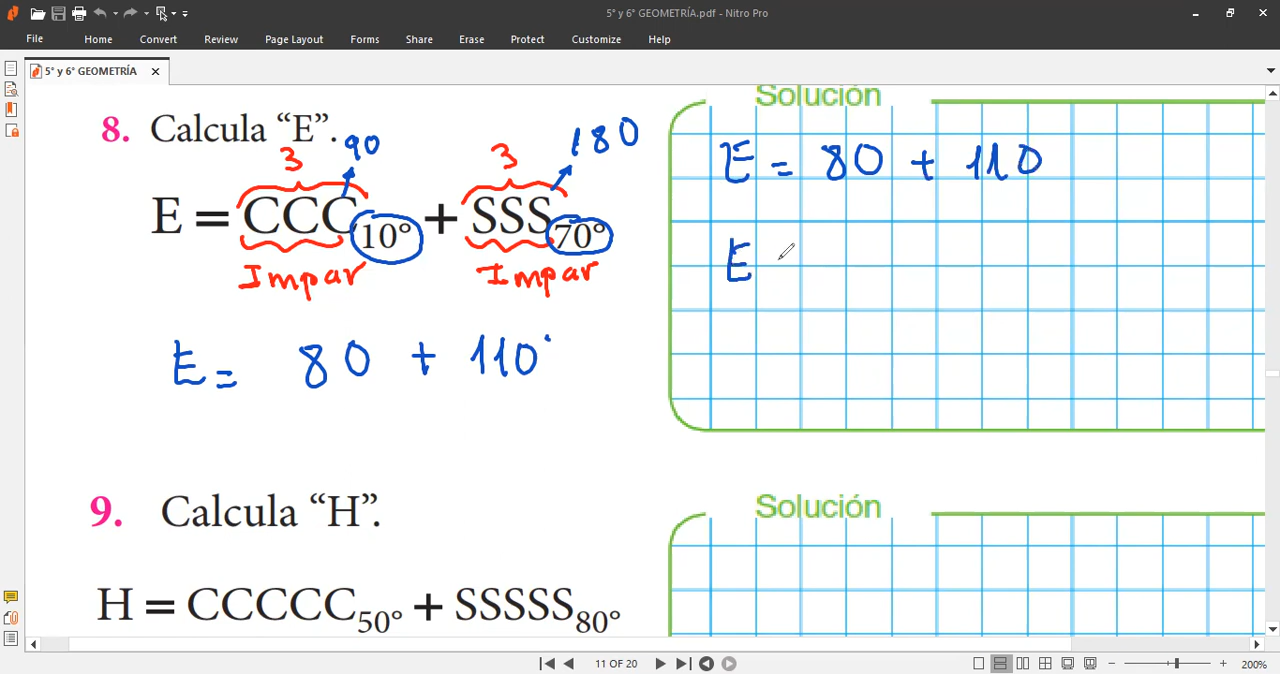 5° y 6° GEOMETRÍA.pdf - Nitro Pro
File Home Convert Review Page Layout Forms Share Erase Protect Customize Help
5° y 6° GEOMETRÍA
8. Calcula “E”.
3 90 3 180
E = CCC10° + SSS70°
Impar Impar
E = 80 + 110°
Solución
E = 80 + 110
E
9. Calcula “H”.
H = CCCCC50° + SSSSS80°
Solución
11 OF 20
200%